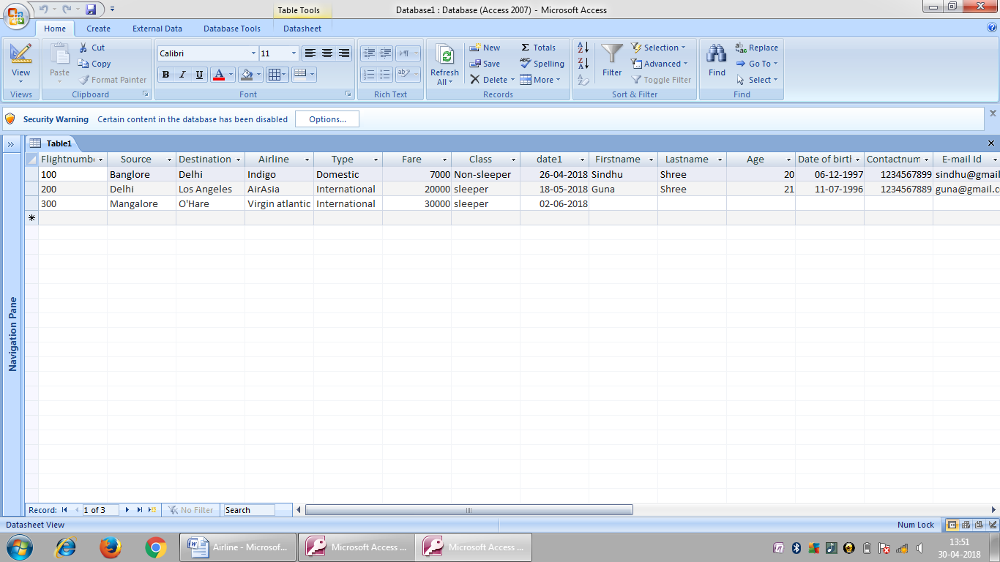 Table Tools
Database1 : Database (Access 2007) - Microsoft Access
Home Create External Data Database Tools Datasheet
View
Views
Paste
Cut
Copy
Format Painter
Clipboard
Calibri 11
B I U A
Font
Rich Text
Refresh All
New
Save
Delete
Totals
Spelling
More
Records
Filter
Selection
Advanced
Toggle Filter
Sort & Filter
Find
Replace
Go To
Select
Find
Security Warning Certain content in the database has been disabled Options...
Table1
Flightnumbe Source Destination Airline Type Fare Class date1 Firstname Lastname Age Date of birth Contactnum E-mail Id
100 Banglore Delhi Indigo Domestic 7000 Non-sleeper 26-04-2018 Sindhu Shree 20 06-12-1997 1234567899 sindhu@gmail
200 Delhi Los Angeles AirAsia International 20000 sleeper 18-05-2018 Guna Shree 21 11-07-1996 1234567889 guna@gmail.c
300 Mangalore O'Hare Virgin atlantic International 30000 sleeper 02-06-2018
Navigation Pane
Record: 1 of 3 No Filter Search
Datasheet View Num Lock
Airline - Microsof... Microsoft Access ... Microsoft Access ... 13:51
30-04-2018